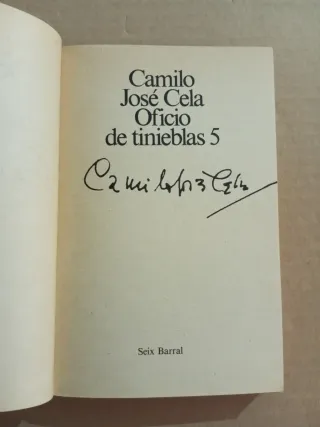 Camilo
José Cela
Oficio
de tinieblas 5
Camilo José Cela
Seix Barral